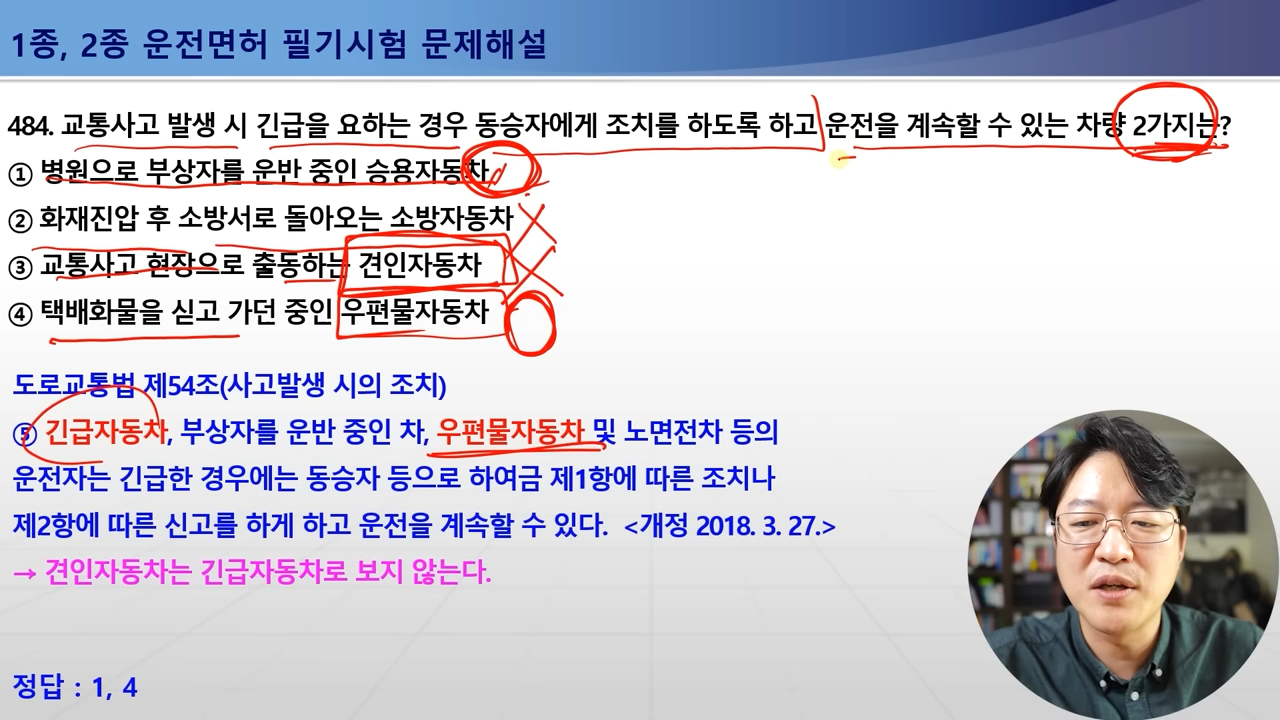 1종, 2종 운전면허 필기시험 문제해설
484. 교통사고 발생 시 긴급을 요하는 경우 동승자에게 조치를 하도록 하고 운전을 계속할 수 있는 차량 2가지는?
① 병원으로 부상자를 운반 중인 승용자동차
② 화재진압 후 소방서로 돌아오는 소방자동차
③ 교통사고 현장으로 출동하는 견인자동차
④ 택배화물을 싣고 가던 중인 우편물자동차
도로교통법 제54조(사고발생 시의 조치)
⑤ 긴급자동차, 부상자를 운반 중인 차, 우편물자동차 및 노면전차 등의
운전자는 긴급한 경우에는 동승자 등으로 하여금 제1항에 따른 조치나
제2항에 따른 신고를 하게 하고 운전을 계속할 수 있다. <개정 2018. 3. 27.>
→ 견인자동차는 긴급자동차로 보지 않는다.
정답 : 1, 4